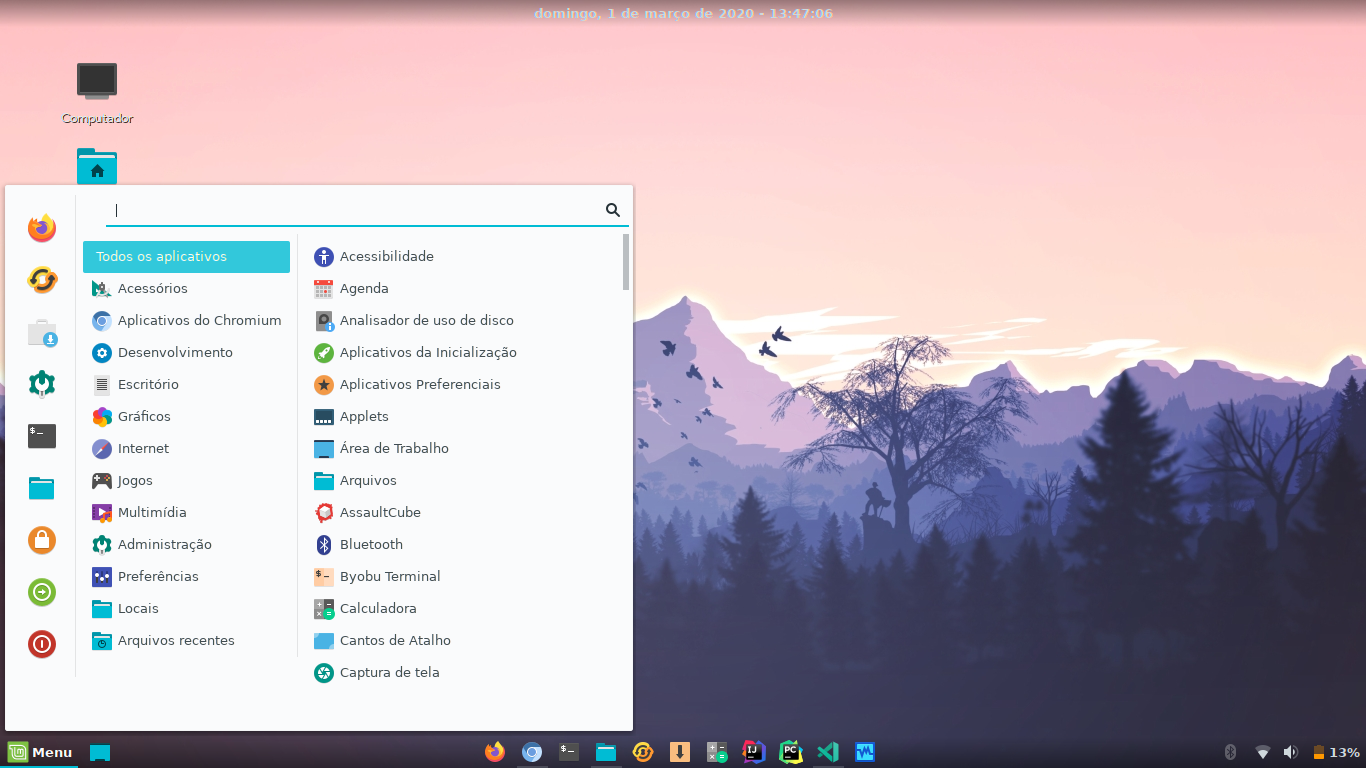 domingo, 1 de março de 2020 - 13:47:06
Computador
Todos os aplicativos
Acessórios
Aplicativos do Chromium
Desenvolvimento
Escritório
Gráficos
Internet
Jogos
Multimídia
Administração
Preferências
Locais
Arquivos recentes
Acessibilidade
Agenda
Analisador de uso de disco
Aplicativos da Inicialização
Aplicativos Preferenciais
Applets
Área de Trabalho
Arquivos
AssaultCube
Bluetooth
Byobu Terminal
Calculadora
Cantos de Atalho
Captura de tela
Menu
$_
IJ
PC
13%